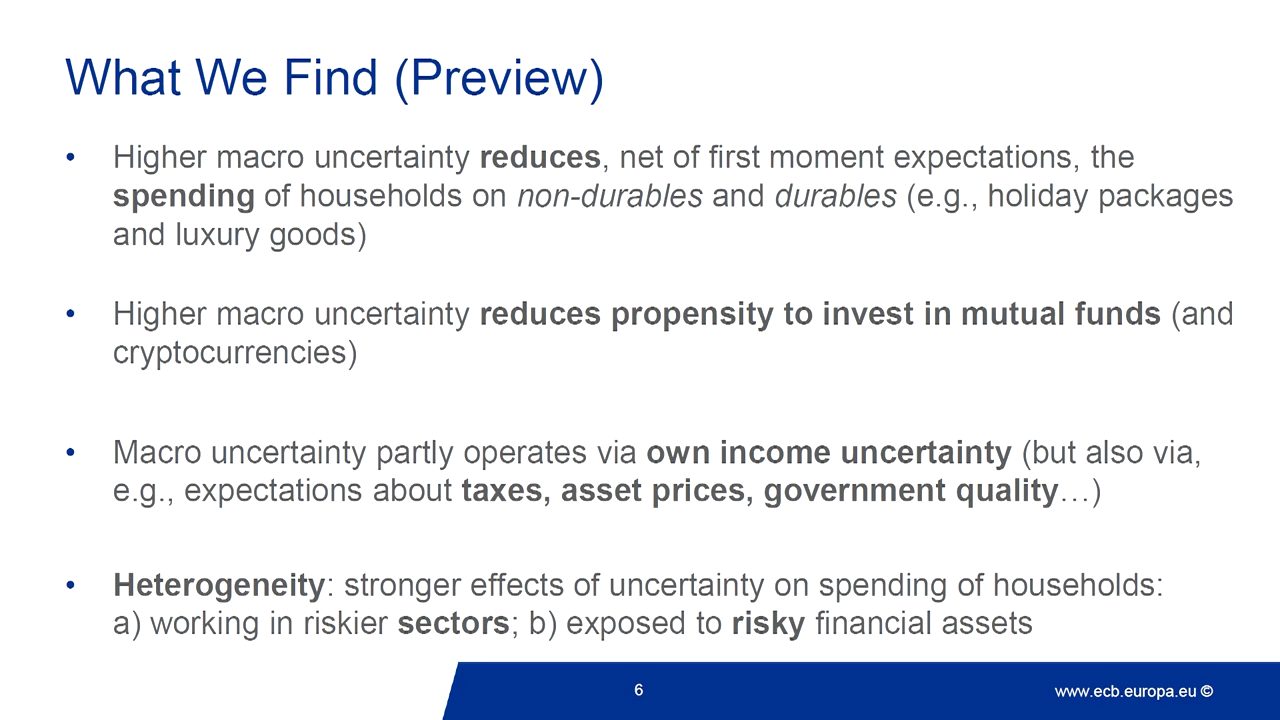 What We Find (Preview)
• Higher macro uncertainty reduces, net of first moment expectations, the
spending of households on non-durables and durables (e.g., holiday packages
and luxury goods)
• Higher macro uncertainty reduces propensity to invest in mutual funds (and
cryptocurrencies)
• Macro uncertainty partly operates via own income uncertainty (but also via,
e.g., expectations about taxes, asset prices, government quality…)
• Heterogeneity: stronger effects of uncertainty on spending of households:
a) working in riskier sectors; b) exposed to risky financial assets
6
www.ecb.europa.eu ©